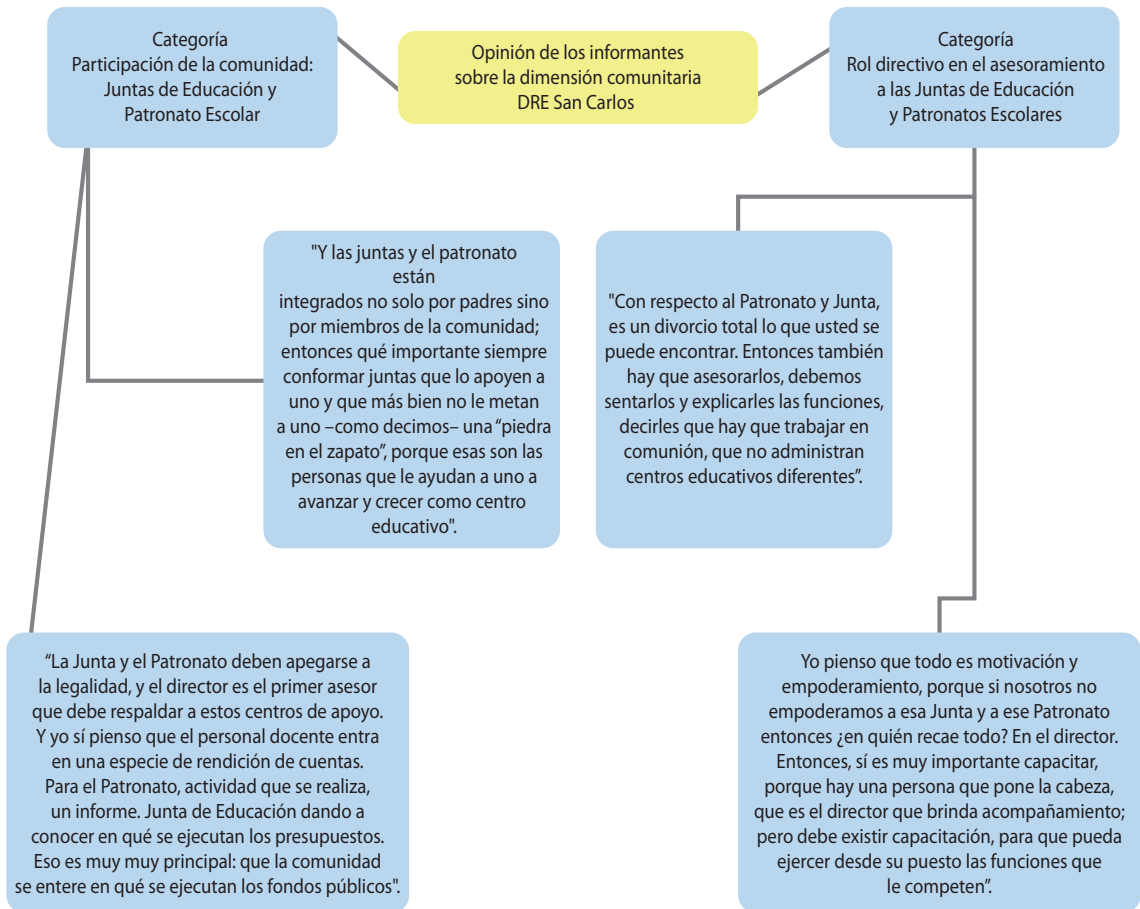 Categoría
Participación de la comunidad:
Juntas de Educación y
Patronato Escolar
Opinión de los informantes
sobre la dimensión comunitaria
DRE San Carlos
Categoría
Rol directivo en el asesoramiento
a las Juntas de Educación
y Patronatos Escolares
"Y las juntas y el patronato
están
integrados no solo por padres sino
por miembros de la comunidad;
entonces qué importante siempre
conformar juntas que lo apoyen a
uno y que más bien no le metan
a uno –como decimos– una “piedra
en el zapato”, porque esas son las
personas que le ayudan a uno a
avanzar y crecer como centro
educativo".
"Con respecto al Patronato y Junta,
es un divorcio total lo que usted se
puede encontrar. Entonces también
hay que asesorarlos, debemos
sentarlos y explicarles las funciones,
decirles que hay que trabajar en
comunión, que no administran
centros educativos diferentes”.
“La Junta y el Patronato deben apegarse a
la legalidad, y el director es el primer asesor
que debe respaldar a estos centros de apoyo.
Y yo sí pienso que el personal docente entra
en una especie de rendición de cuentas.
Para el Patronato, actividad que se realiza,
un informe. Junta de Educación dando a
conocer en qué se ejecutan los presupuestos.
Eso es muy muy principal: que la comunidad
se entere en qué se ejecutan los fondos públicos".
Yo pienso que todo es motivación y
empoderamiento, porque si nosotros no
empoderamos a esa Junta y a ese Patronato
entonces ¿en quién recae todo? En el director.
Entonces, sí es muy importante capacitar,
porque hay una persona que pone la cabeza,
que es el director que brinda acompañamiento;
pero debe existir capacitación, para que pueda
ejercer desde su puesto las funciones que
le competen”.